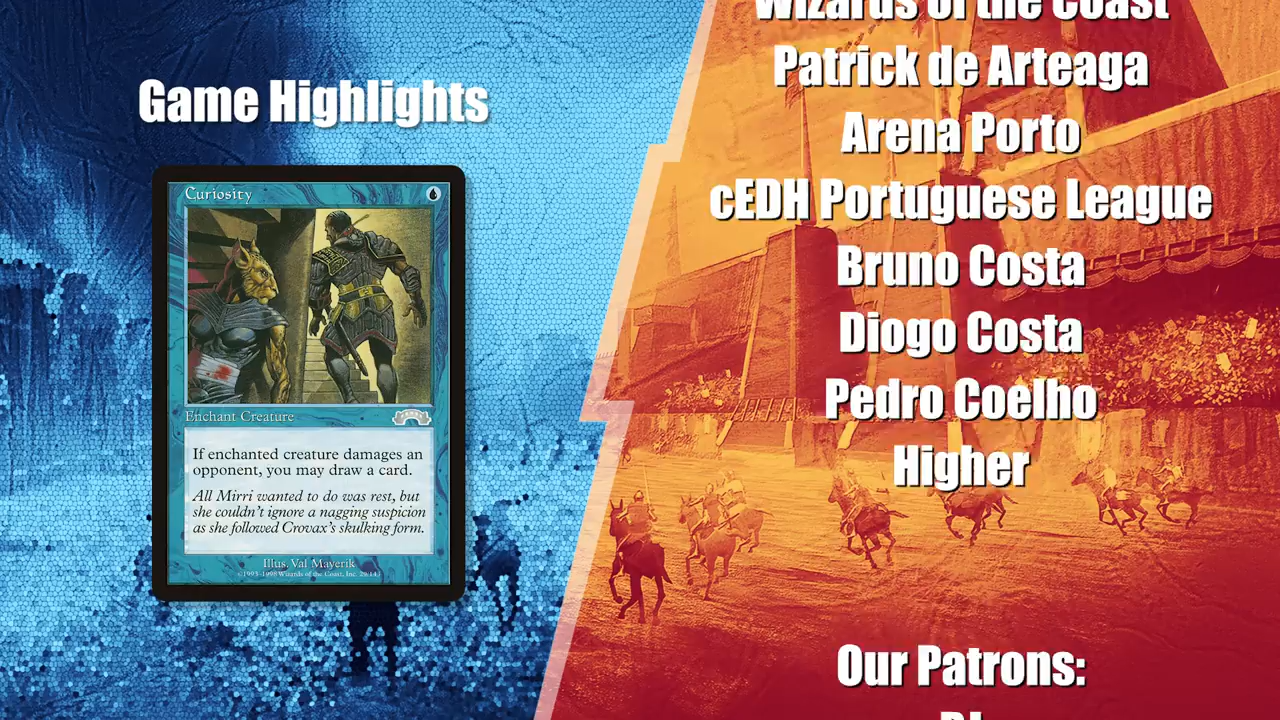 Game Highlights
Curiosity
Enchant Creature
If enchanted creature damages an
opponent, you may draw a card.
All Mirri wanted to do was rest, but
she couldn't ignore a nagging suspicion
as she followed Crovax's skulking form.
Illus. Val Mayerik
Wizards of the Coast
Patrick de Arteaga
Arena Porto
cEDH Portuguese League
Bruno Costa
Diogo Costa
Pedro Coelho
Higher
Our Patrons: